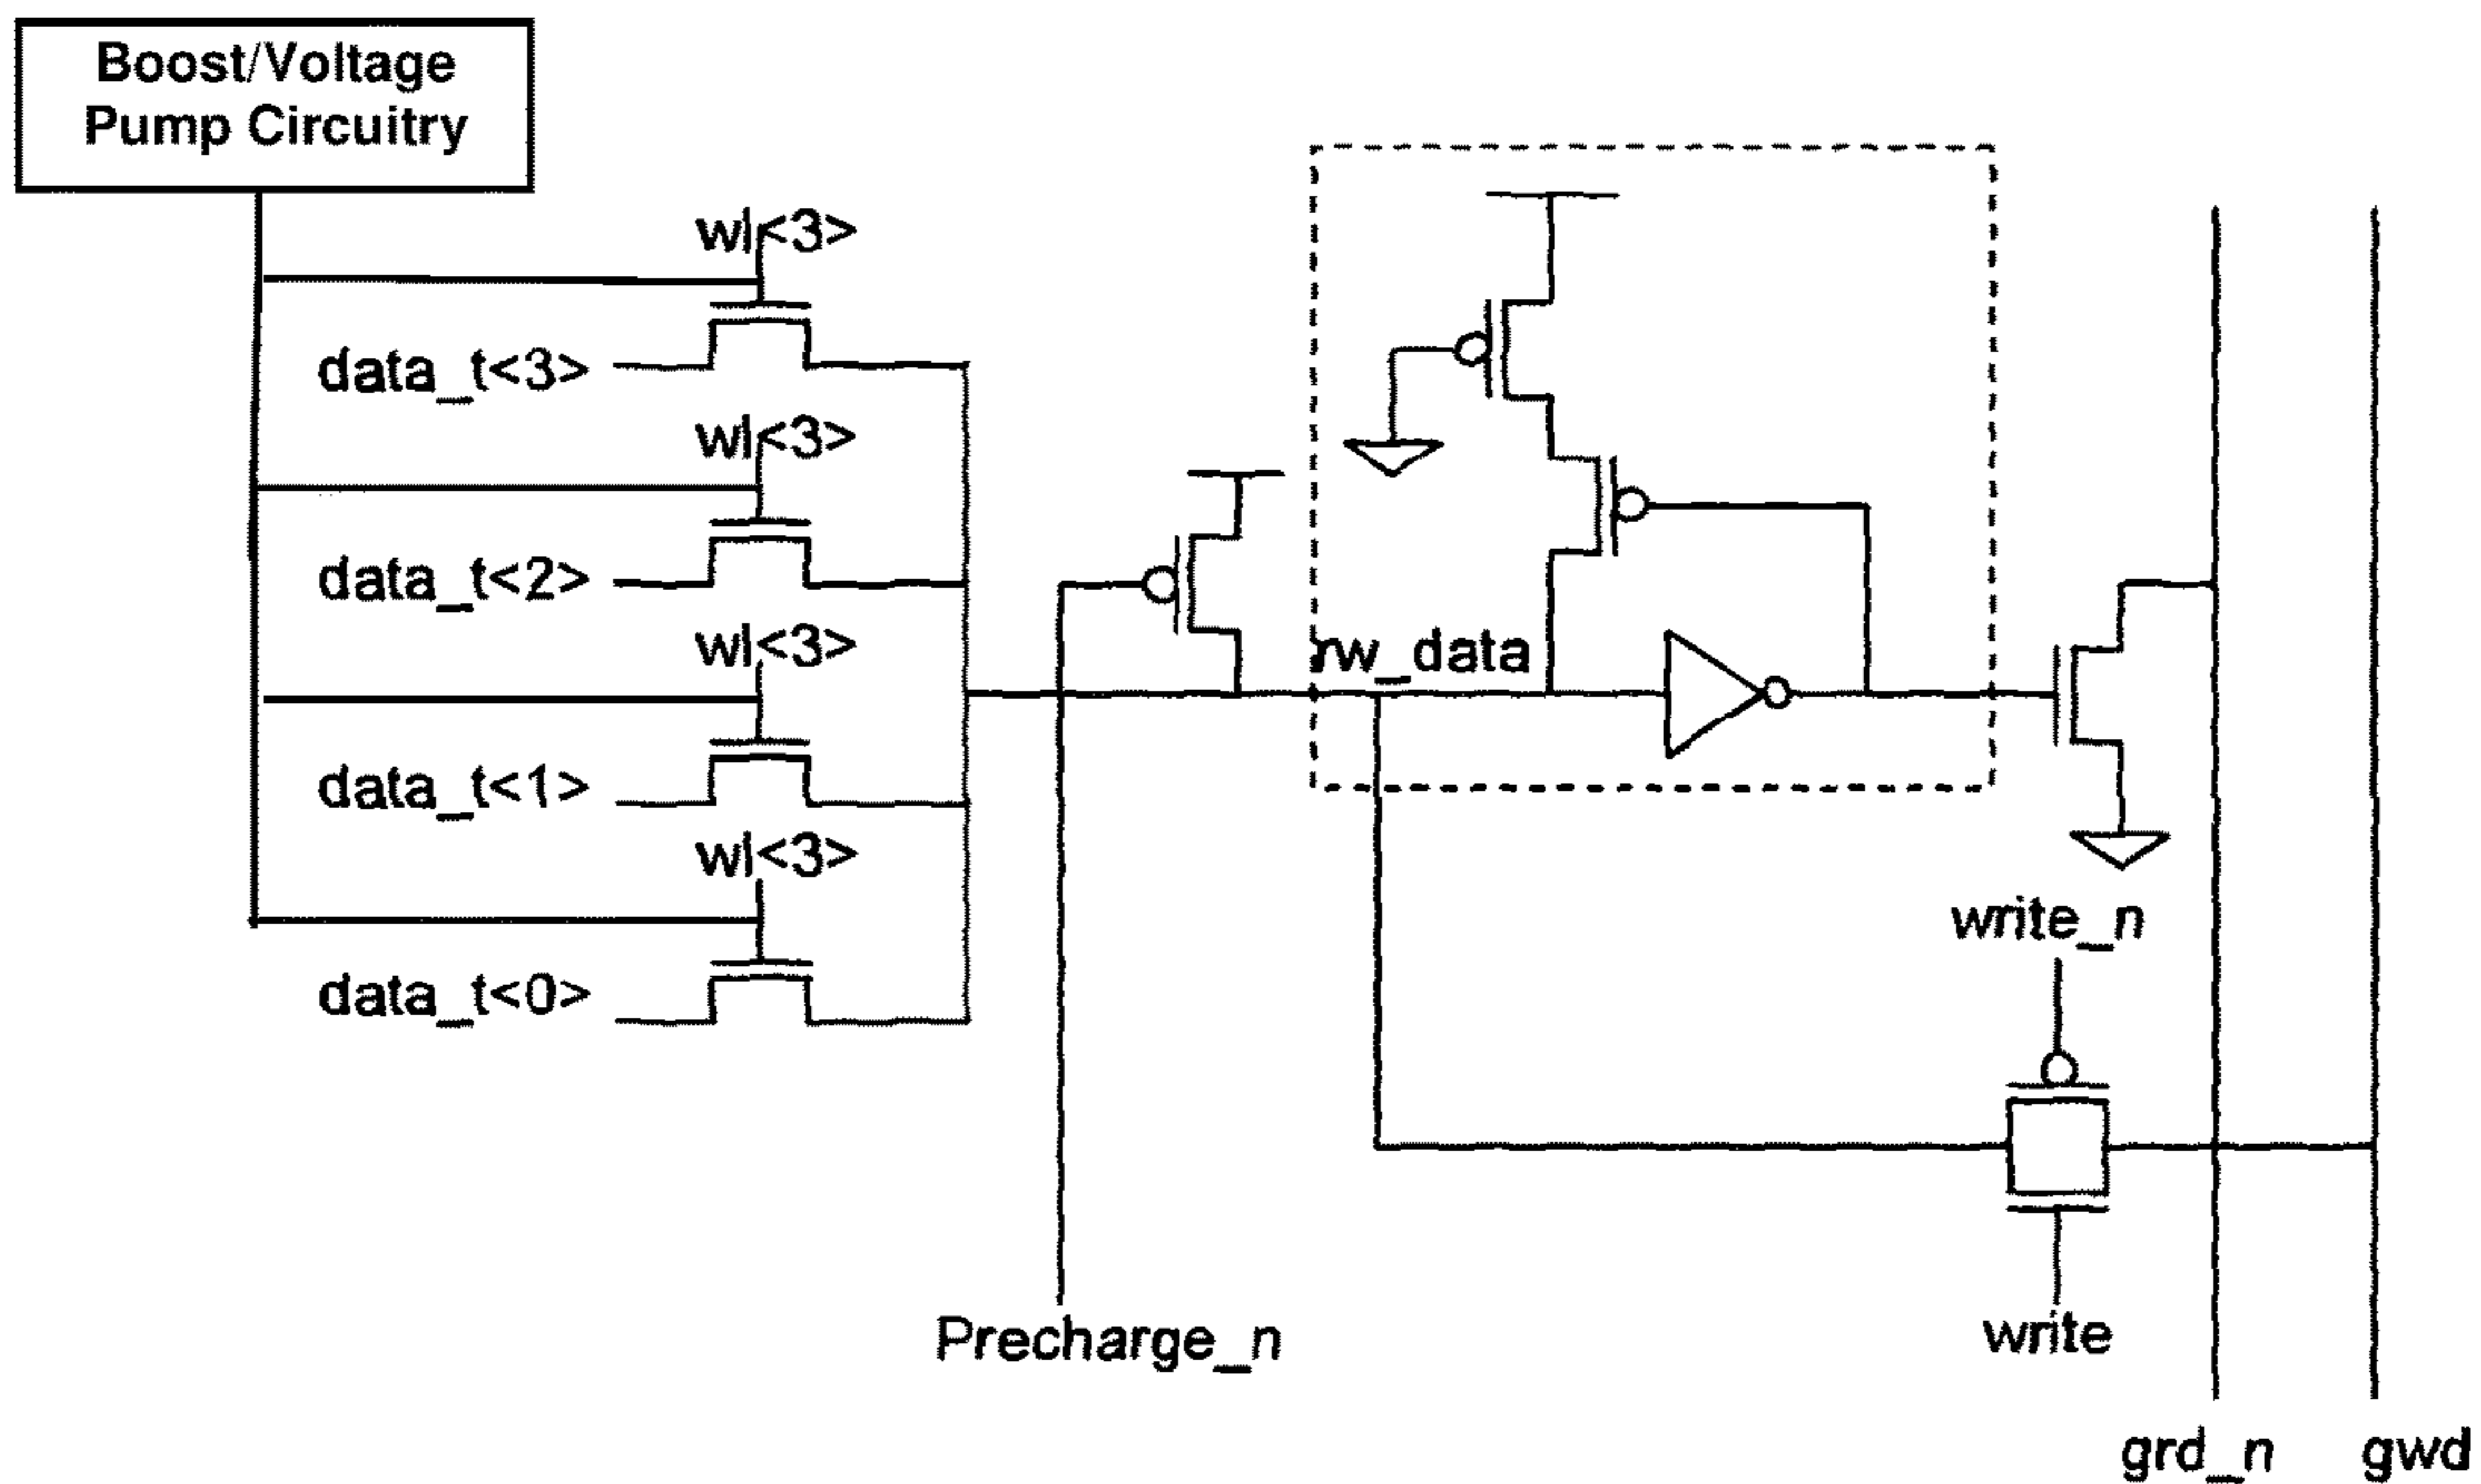 Boost/Voltage
Pump Circuitry
wl<3>
data_t<3>
wl<3>
data_t<2>
wl<3>
data_t<1>
wl<3>
data_t<0>
rw_data
write_n
Precharge_n
write
grd_n
gwd